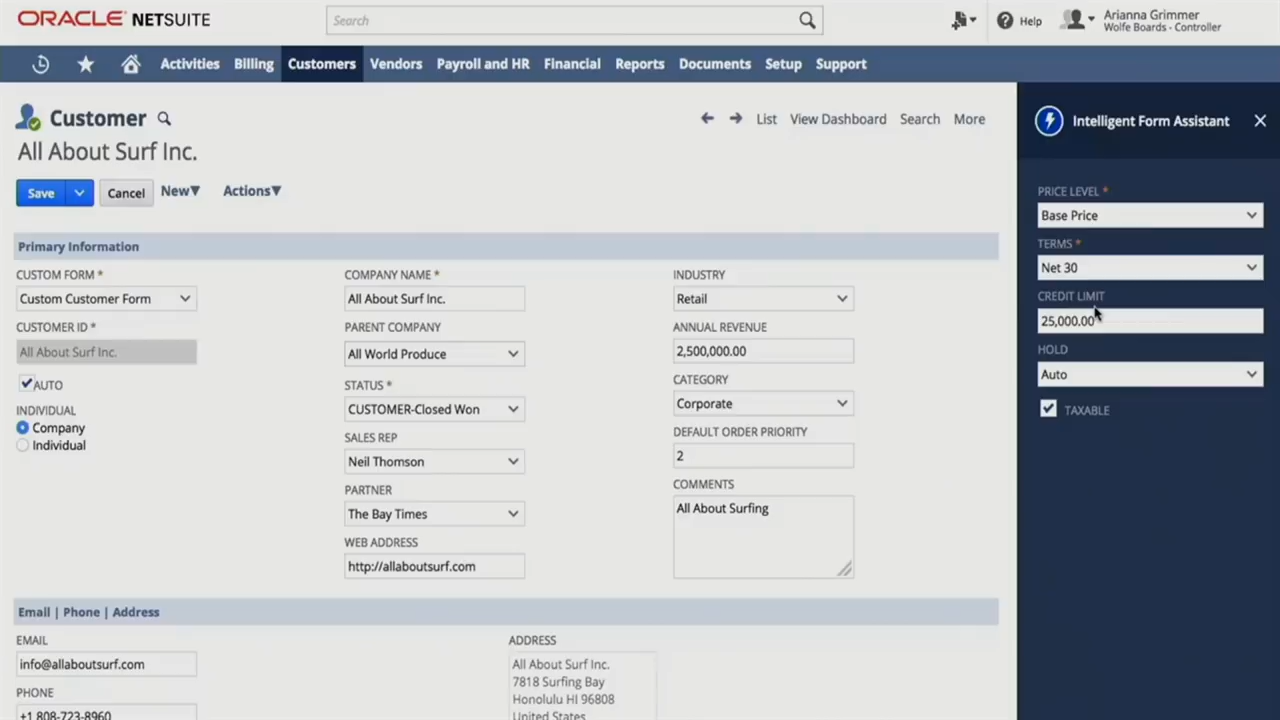 ORACLE NETSUITE
Search
Help
Arianna Grimmer
Wolfe Boards - Controller
Activities Billing Customers Vendors Payroll and HR Financial Reports Documents Setup Support
Customer
List View Dashboard Search More
All About Surf Inc.
Save Cancel New Actions
Primary Information
CUSTOM FORM *
Custom Customer Form
CUSTOMER ID *
All About Surf Inc.
AUTO
INDIVIDUAL
Company
Individual
COMPANY NAME *
All About Surf Inc.
PARENT COMPANY
All World Produce
STATUS *
CUSTOMER-Closed Won
SALES REP
Neil Thomson
PARTNER
The Bay Times
WEB ADDRESS
http://allaboutsurf.com
INDUSTRY
Retail
ANNUAL REVENUE
2,500,000.00
CATEGORY
Corporate
DEFAULT ORDER PRIORITY
2
COMMENTS
All About Surfing
Email | Phone | Address
EMAIL
info@allaboutsurf.com
PHONE
+1 808-723-8960
ADDRESS
All About Surf Inc.
7818 Surfing Bay
Honolulu HI 96808
United States
Intelligent Form Assistant
PRICE LEVEL *
Base Price
TERMS *
Net 30
CREDIT LIMIT
25,000.00
HOLD
Auto
TAXABLE